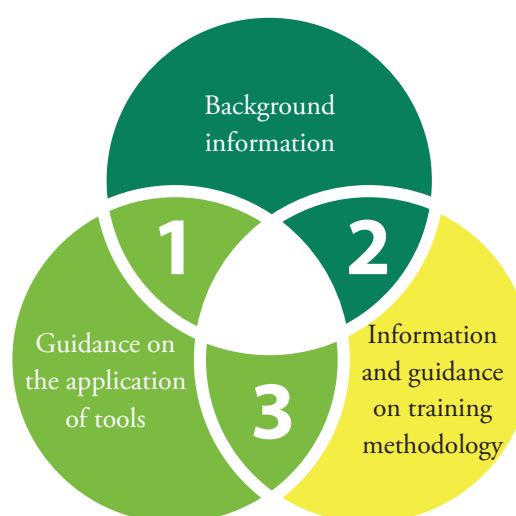 Background
information
1
2
Guidance on
the application
of tools
Information
and guidance
on training
methodology
3